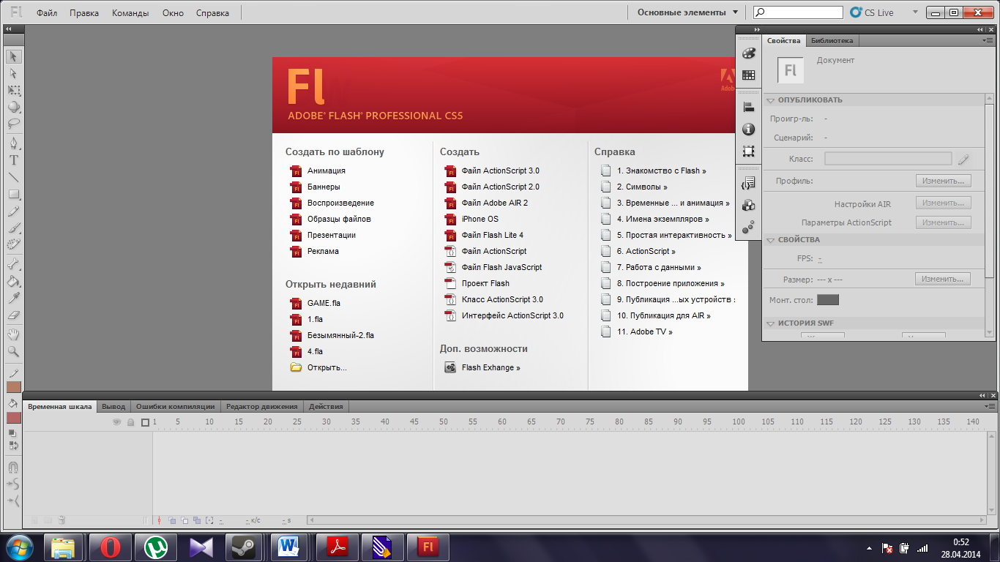 Fl Файл Правка Команды Окно Справка Основные элементы CS Live
Fl
ADOBE® FLASH® PROFESSIONAL CS5
Adobe
Создать по шаблону
Анимация
Баннеры
Воспроизведение
Образцы файлов
Презентации
Реклама
Открыть недавний
GAME.fla
1.fla
Безымянный-2.fla
4.fla
Открыть...
Создать
Файл ActionScript 3.0
Файл ActionScript 2.0
Файл Adobe AIR 2
iPhone OS
Файл Flash Lite 4
Файл ActionScript
Файл Flash JavaScript
Проект Flash
Класс ActionScript 3.0
Интерфейс ActionScript 3.0
Доп. возможности
Flash Exhange »
Справка
1. Знакомство с Flash »
2. Символы »
3. Временные ... и анимация »
4. Имена экземпляров »
5. Простая интерактивность »
6. ActionScript »
7. Работа с данными »
8. Построение приложения »
9. Публикация ...ых устройств
10. Публикация для AIR »
11. Adobe TV »
Свойства Библиотека
Fl Документ
ОПУБЛИКОВАТЬ
Проигр-ль: -
Сценарий: -
Класс:
Профиль: Изменить...
Настройки AIR Изменить...
Параметры ActionScript Изменить...
СВОЙСТВА
FPS: -
Размер: --- x --- Изменить...
Монт. стол:
ИСТОРИЯ SWF
Временная шкала Вывод Ошибки компиляции Редактор движения Действия
1 5 10 15 20 25 30 35 40 45 50 55 60 65 70 75 80 85 90 95 100 105 110 115 120 125 130 135 140
- - к/с - s
Fl
0:52
28.04.2014